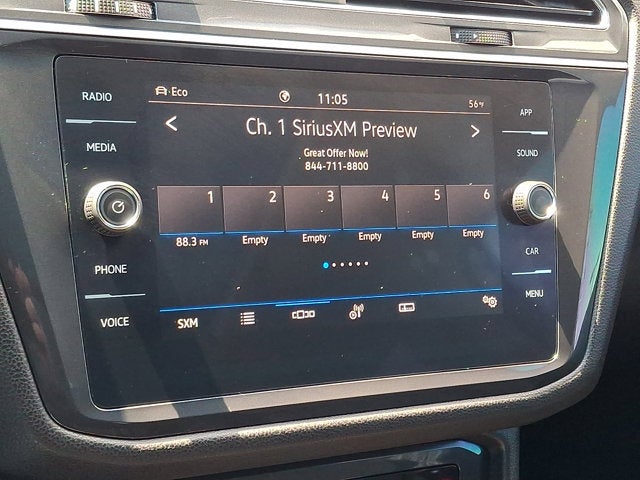 RADIO
MEDIA
PHONE
VOICE
Eco
11:05
56°F
Ch. 1 SiriusXM Preview
Great Offer Now!
844-711-8800
1 2 3 4 5 6
88.3 FM Empty Empty Empty Empty Empty
SXM
APP
SOUND
CAR
MENU